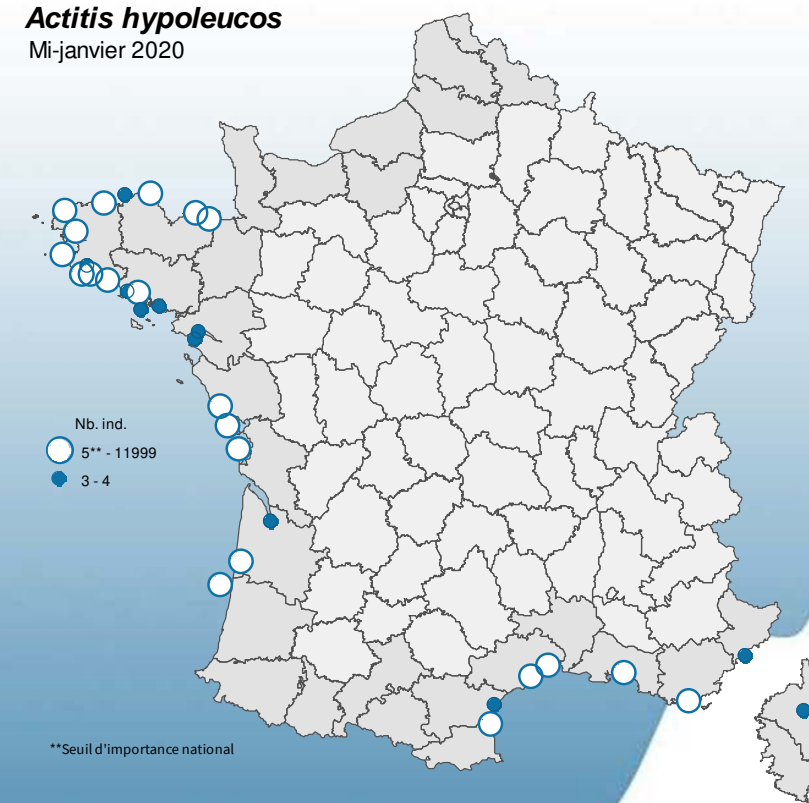 Actitis hypoleucos
Mi-janvier 2020
Nb. ind.
5** - 11999
3 - 4
**Seuil d'importance national